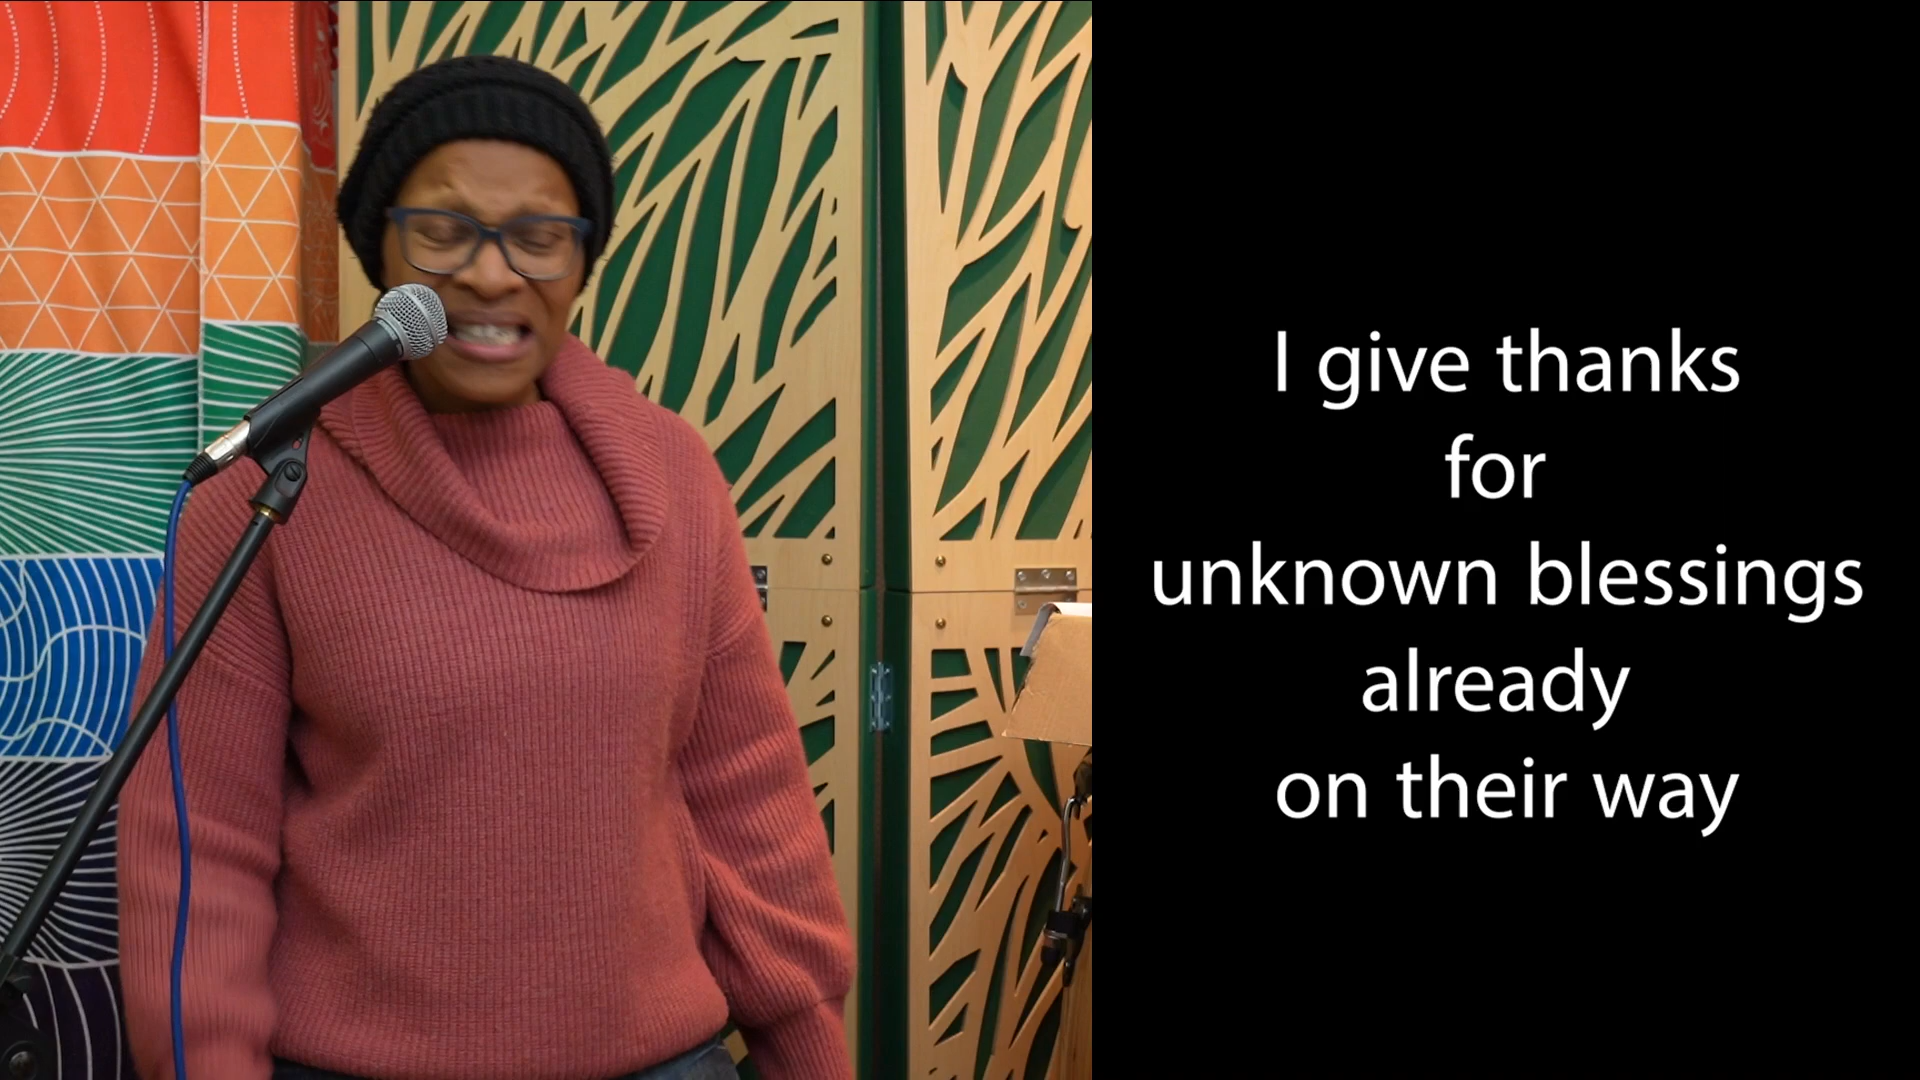 I give thanks
for
unknown blessings
already
on their way